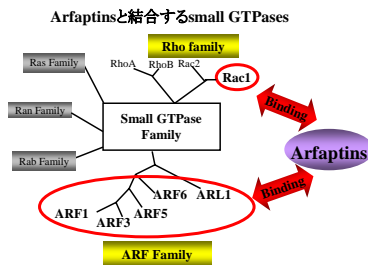 Arfaptinsと結合するsmall GTPases
Rho family
RhoA
RhoB
Rac2
Rac1
Ras Family
Ran Family
Rab Family
Small GTPase
Family
Binding
Arfaptins
Binding
ARF6
ARL1
ARF1
ARF3
ARF5
ARF Family